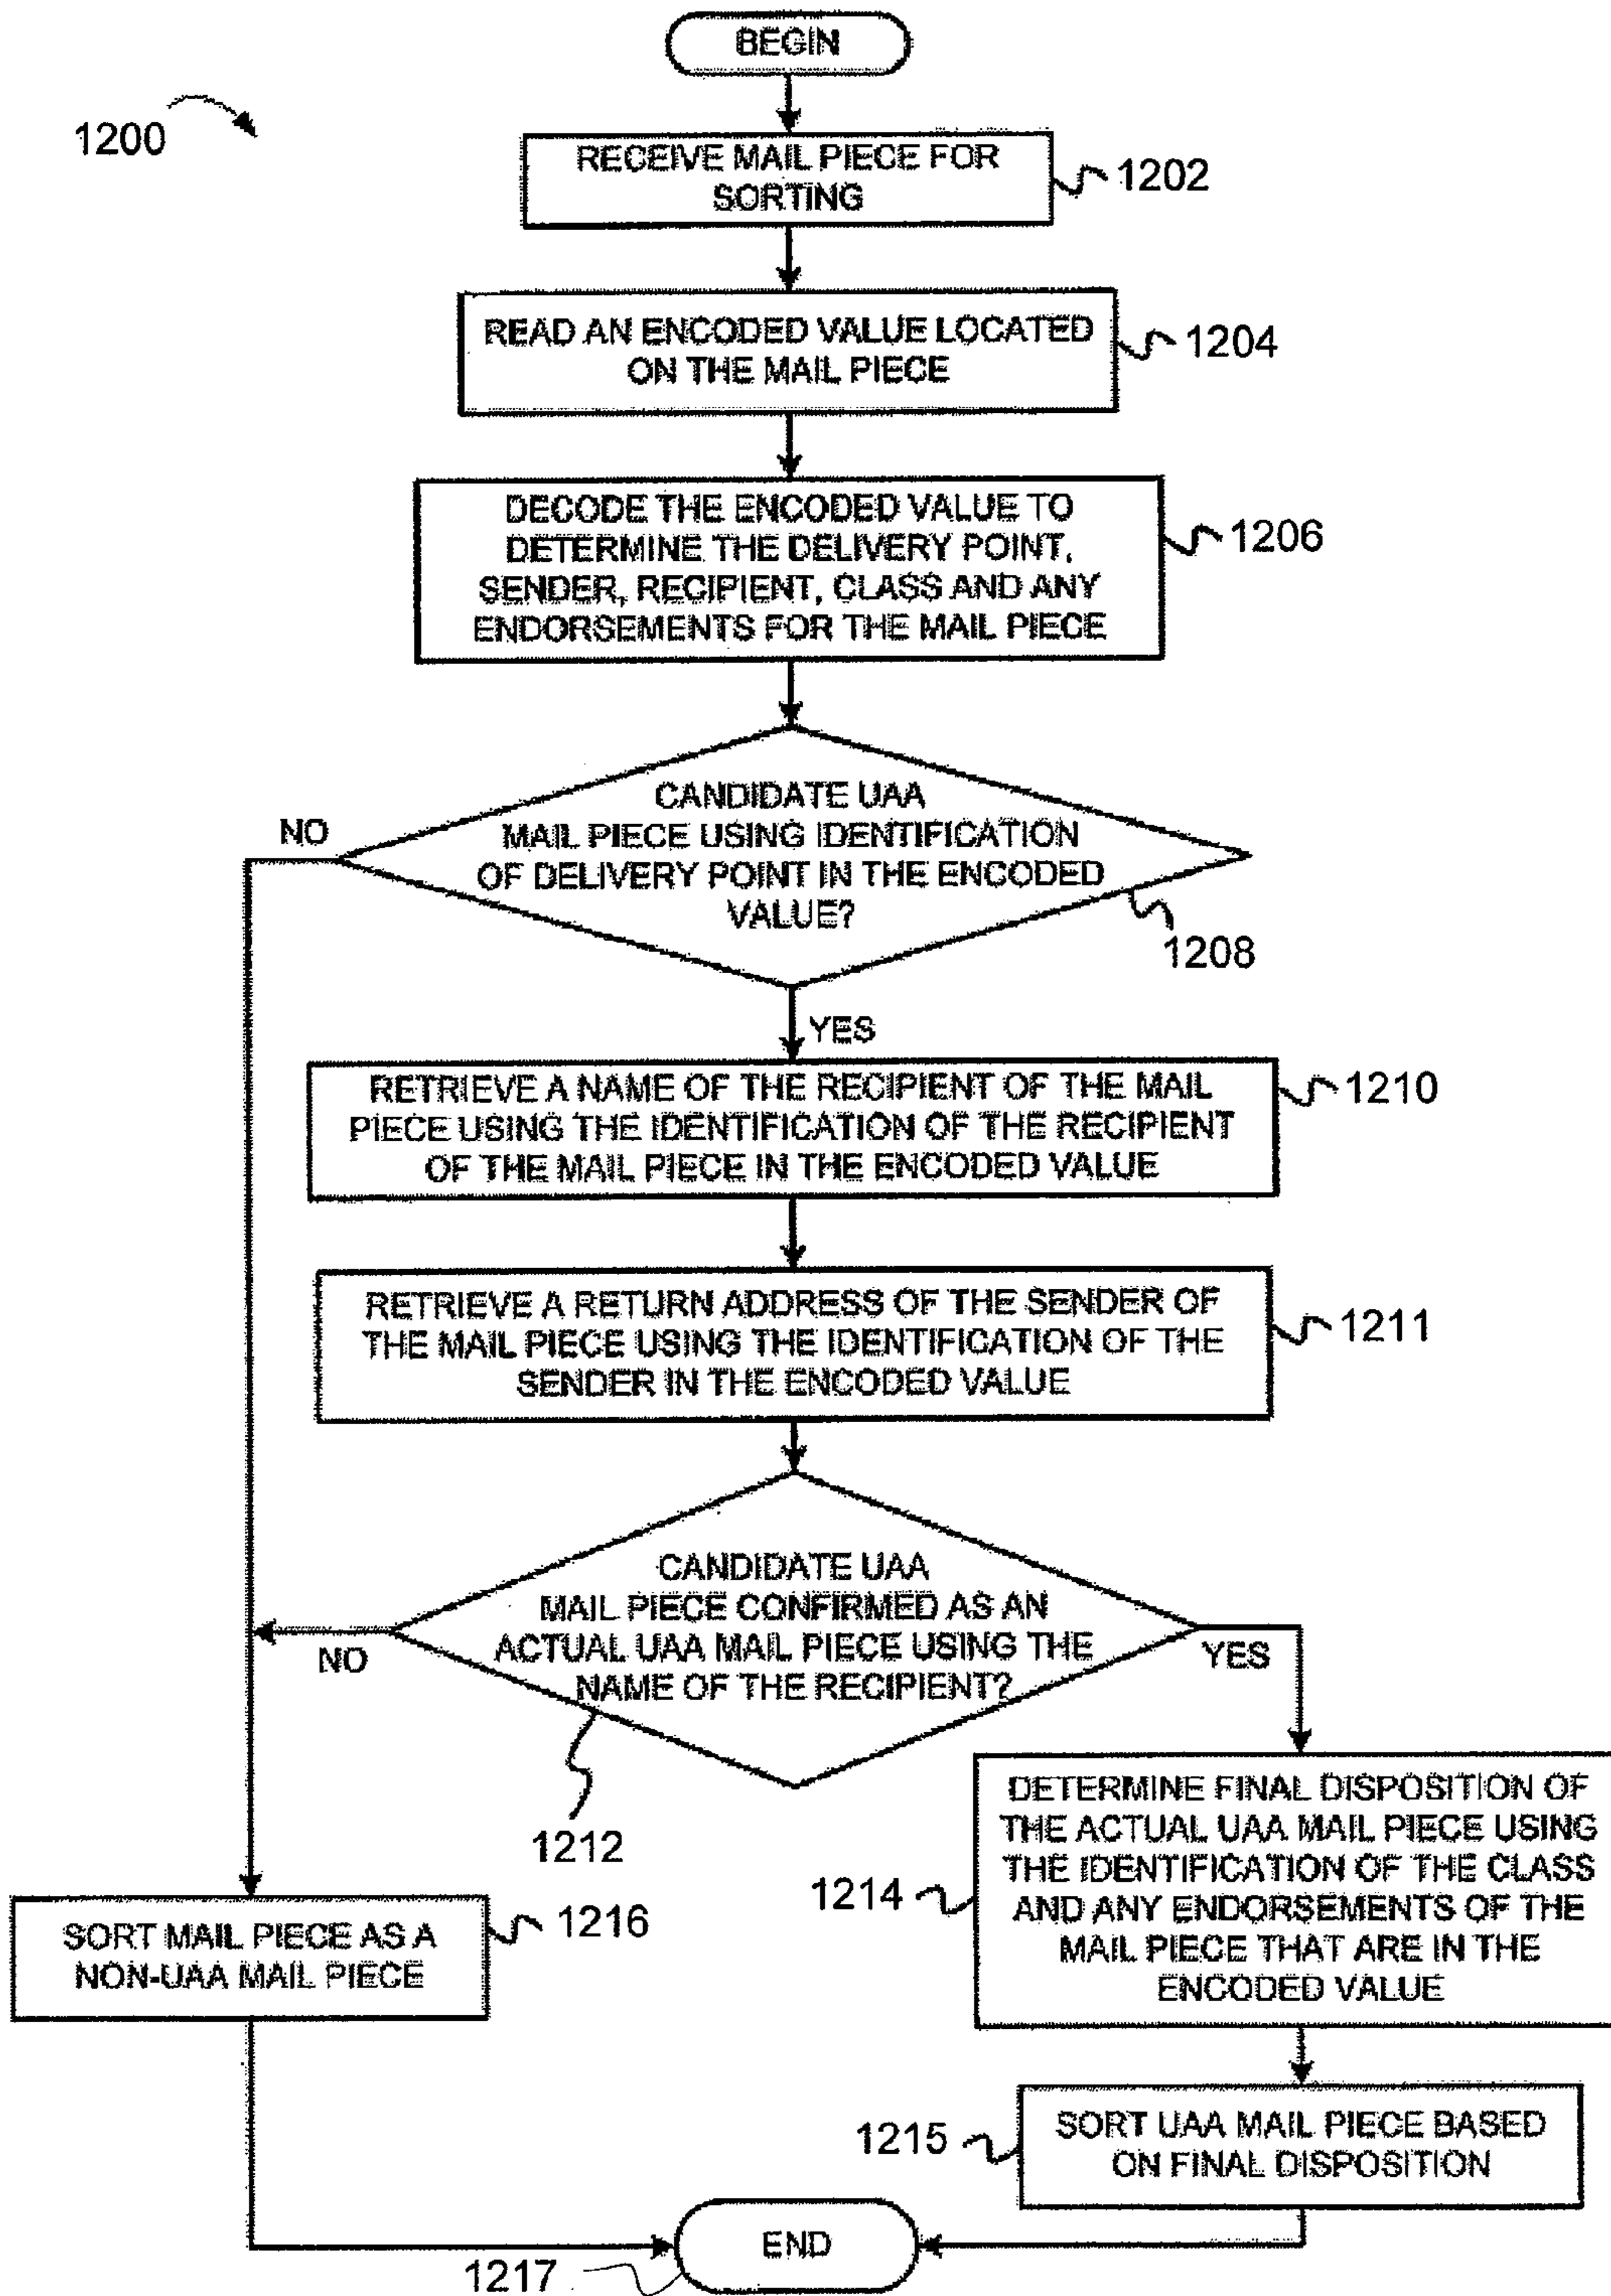 BEGIN
1200
RECEIVE MAIL PIECE FOR
SORTING
1202
READ AN ENCODED VALUE LOCATED
ON THE MAIL PIECE
1204
DECODE THE ENCODED VALUE TO
DETERMINE THE DELIVERY POINT,
SENDER, RECIPIENT, CLASS AND ANY
ENDORSEMENTS FOR THE MAIL PIECE
1206
CANDIDATE UAA
MAIL PIECE USING IDENTIFICATION
OF DELIVERY POINT IN THE ENCODED
VALUE?
NO
1208
YES
RETRIEVE A NAME OF THE RECIPIENT OF THE MAIL
PIECE USING THE IDENTIFICATION OF THE RECIPIENT
OF THE MAIL PIECE IN THE ENCODED VALUE
1210
RETRIEVE A RETURN ADDRESS OF THE SENDER OF
THE MAIL PIECE USING THE IDENTIFICATION OF THE
SENDER IN THE ENCODED VALUE
1211
CANDIDATE UAA
MAIL PIECE CONFIRMED AS AN
ACTUAL UAA MAIL PIECE USING THE
NAME OF THE RECIPIENT?
NO
YES
1212
DETERMINE FINAL DISPOSITION OF
THE ACTUAL UAA MAIL PIECE USING
THE IDENTIFICATION OF THE CLASS
AND ANY ENDORSEMENTS OF THE
MAIL PIECE THAT ARE IN THE
ENCODED VALUE
1214
SORT MAIL PIECE AS A
NON-UAA MAIL PIECE
1216
SORT UAA MAIL PIECE BASED
ON FINAL DISPOSITION
1215
END
1217